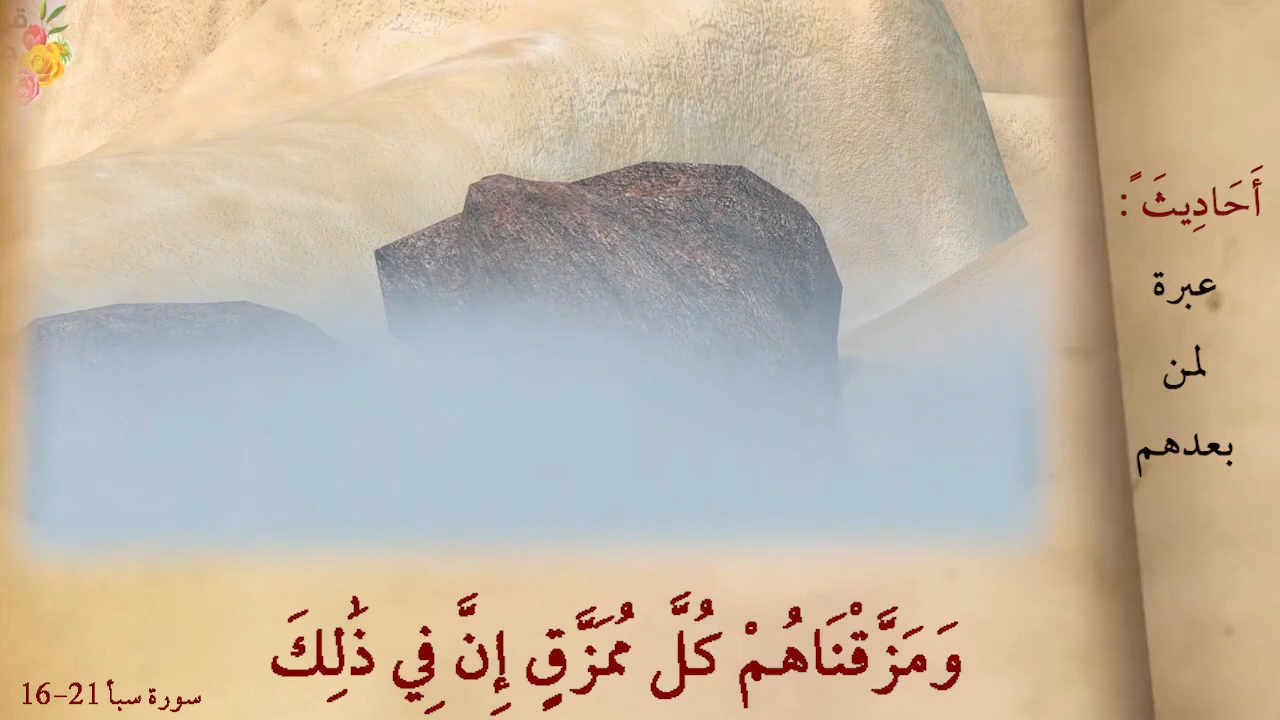 أَحَادِيثَ ً :
عبرة
لمن
بعدهم
وَمَزَّقْنَاهُمْ كُلَّ مُمَزَّقٍ إِنَّ فِي ذَٰلِكَ
سورة سبأ 21-16